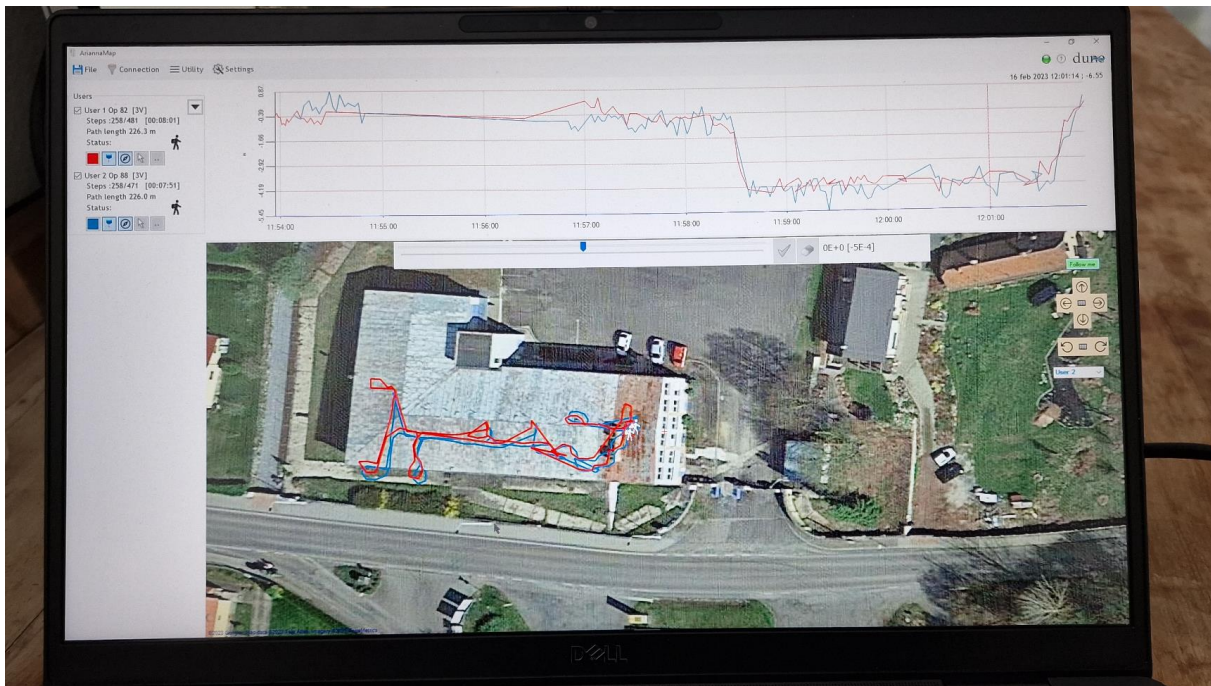 AriannaMap
File Connection Utility Settings
dune
16 feb 2023 12:01:14 ; -6.55
Users
User 1 Op 82 [3V]
Steps :258/481 [00:08:01]
Path length 226.3 m
Status:
User 2 Op 88 [3V]
Steps :258/471 [00:07:51]
Path length 226.0 m
Status:
0.87
-0.39
-1.66
-2.92
-4.19
-5.45
11:54:00 11:55:00 11:56:00 11:57:00 11:58:00 11:59:00 12:00:00 12:01:00
0E+0 [-5E-4]
Follow me
User 2
DELL